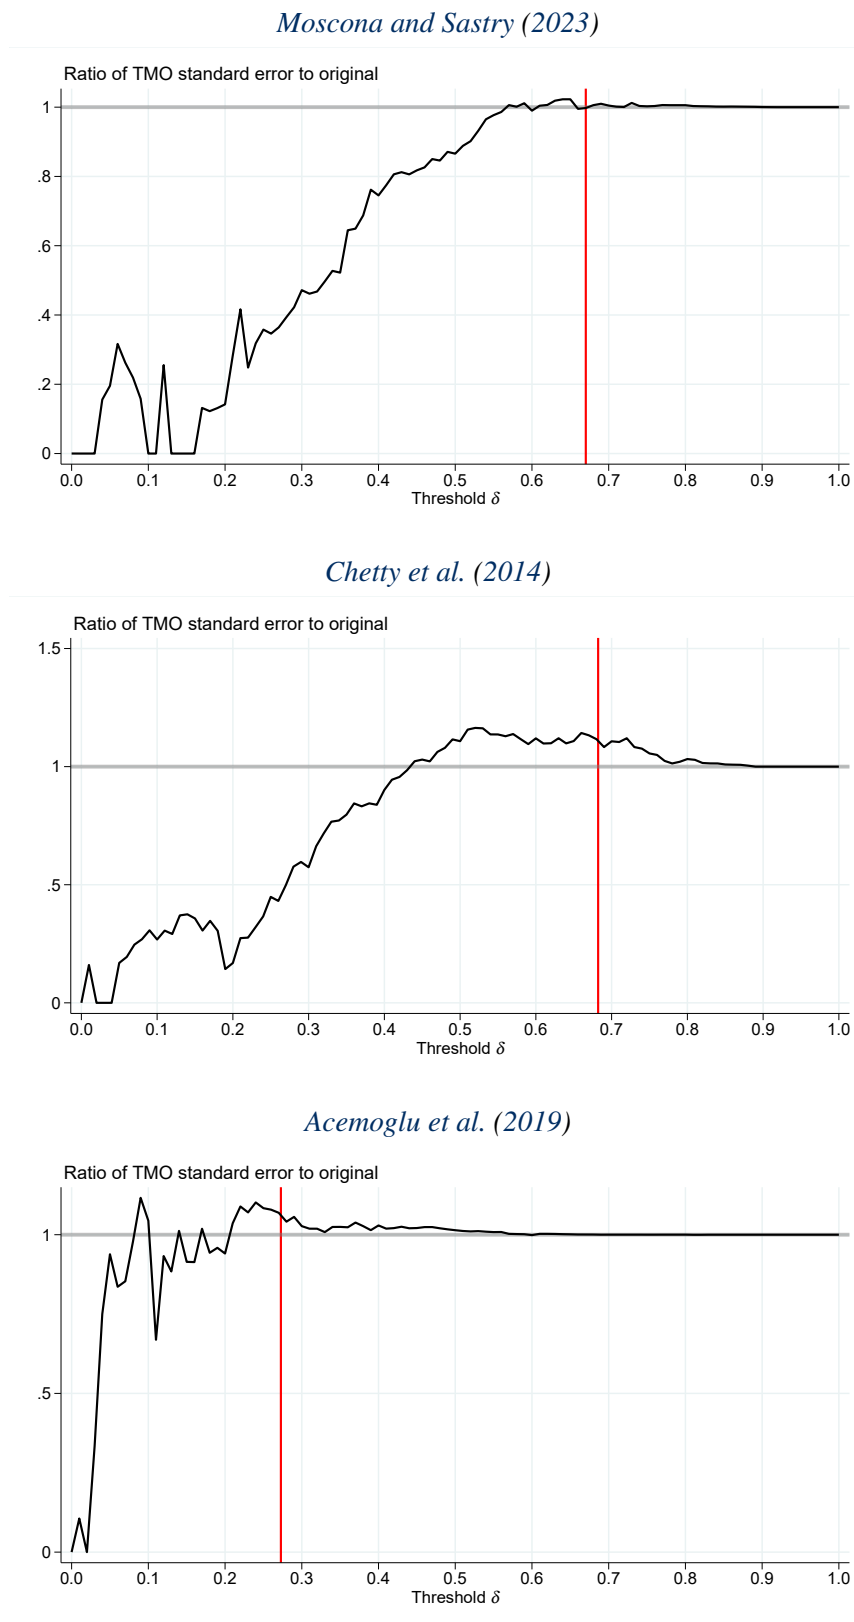 Moscona and Sastry (2023)
Ratio of TMO standard error to original
1
.8
.6
.4
.2
0
0.0 0.1 0.2 0.3 0.4 0.5 0.6 0.7 0.8 0.9 1.0
Threshold δ
Chetty et al. (2014)
Ratio of TMO standard error to original
1.5
1
.5
0
0.0 0.1 0.2 0.3 0.4 0.5 0.6 0.7 0.8 0.9 1.0
Threshold δ
Acemoglu et al. (2019)
Ratio of TMO standard error to original
1
.5
0
0.0 0.1 0.2 0.3 0.4 0.5 0.6 0.7 0.8 0.9 1.0
Threshold δ